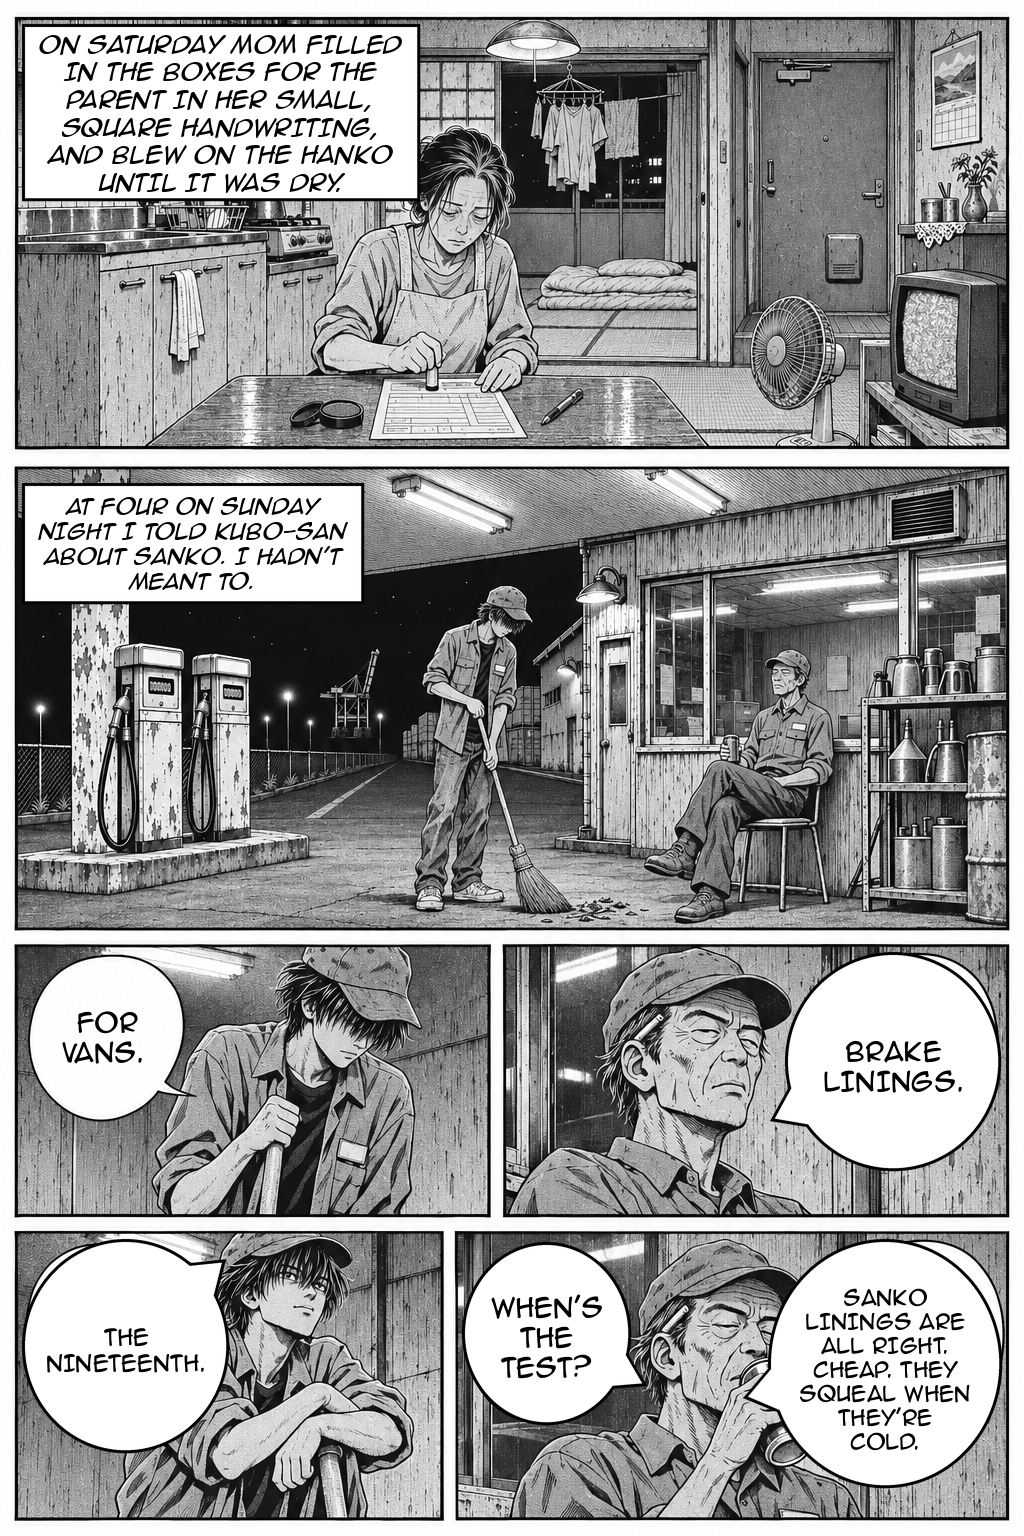 ON SATURDAY MOM FILLED
IN THE BOXES FOR THE
PARENT IN HER SMALL,
SQUARE HANDWRITING,
AND BLEW ON THE HANKO
UNTIL IT WAS DRY.
AT FOUR ON SUNDAY
NIGHT I TOLD KUBO-SAN
ABOUT SANKO. I HADN'T
MEANT TO.
FOR
VANS.
BRAKE
LININGS.
THE
NINETEENTH.
WHEN'S
THE
TEST?
SANKO
LININGS ARE
ALL RIGHT.
CHEAP. THEY
SQUEAL WHEN
THEY'RE
COLD.